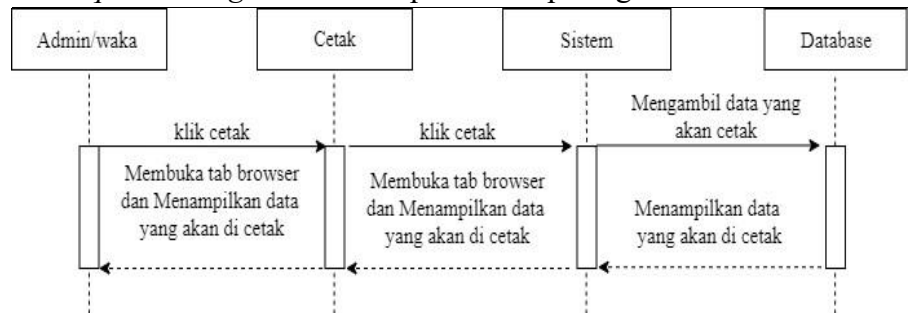 Admin/waka
Cetak
Sistem
Database
klik cetak
klik cetak
Mengambil data yang
akan cetak
Membuka tab browser
dan Menampilkan data
yang akan di cetak
Membuka tab browser
dan Menampilkan data
yang akan di cetak
Menampilkan data
yang akan di cetak